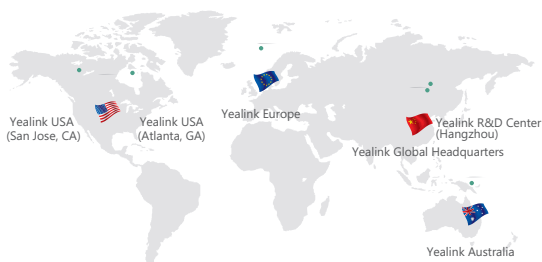 Yealink USA
(San Jose, CA)
Yealink USA
(Atlanta, GA)
Yealink Europe
Yealink R&D Center
(Hangzhou)
Yealink Global Headquarters
Yealink Australia